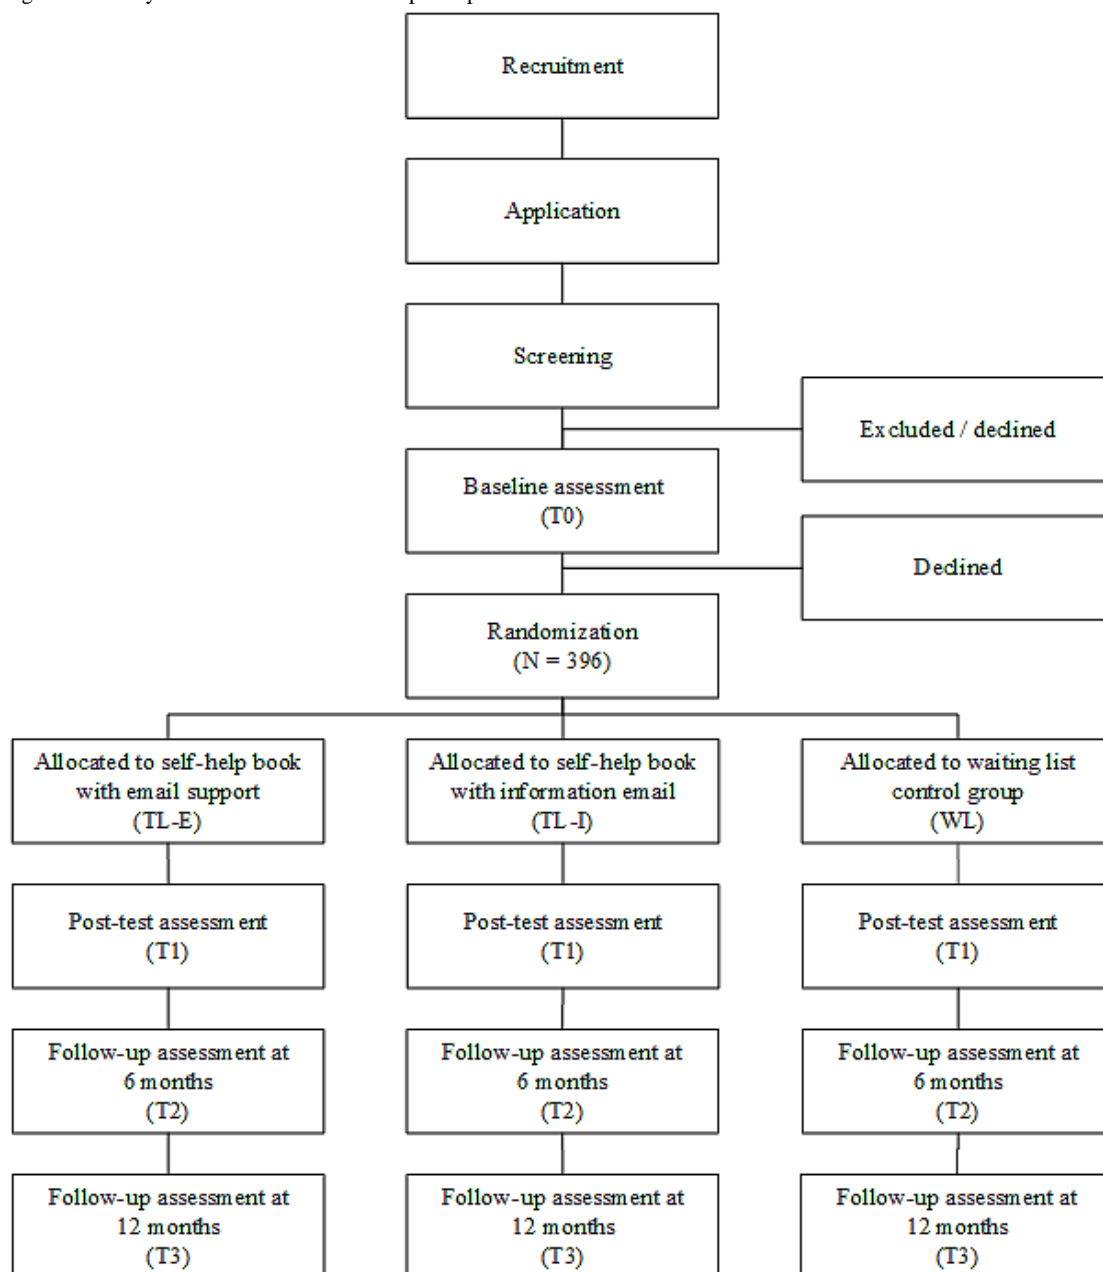 Recruitment
Application
Screening
Excluded / declined
Baseline assessment
(T0)
Declined
Randomization
(N = 396)
Allocated to self-help book
with email support
(TL-E)
Allocated to self-help book
with information email
(TL-I)
Allocated to waiting list
control group
(WL)
Post-test assessment
(T1)
Post-test assessment
(T1)
Post-test assessment
(T1)
Follow-up assessment at
6 months
(T2)
Follow-up assessment at
6 months
(T2)
Follow-up assessment at
6 months
(T2)
Follow-up assessment at
12 months
(T3)
Follow-up assessment at
12 months
(T3)
Follow-up assessment at
12 months
(T3)